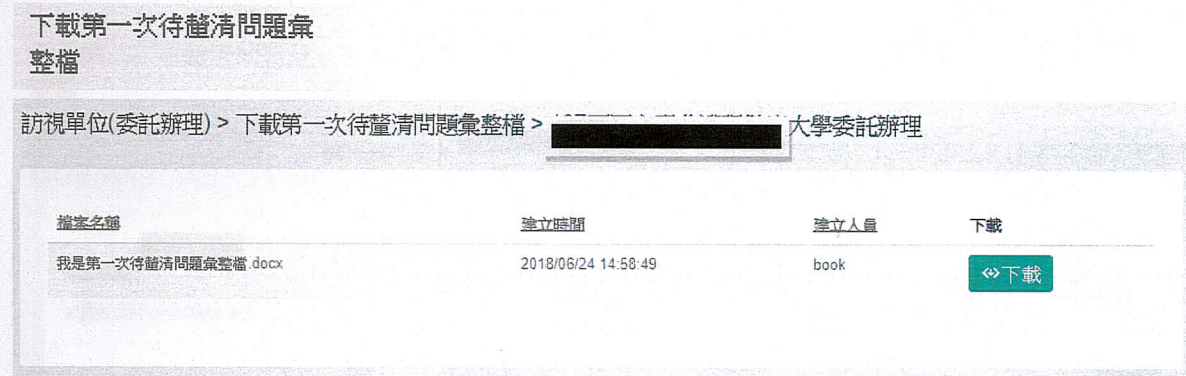 下載第一次待釐清問題彙
整檔
訪視單位(委託辦理) > 下載第一次待釐清問題彙整檔 > 大學委託辦理
檔案名稱 建立時間 建立人員 下載
我是第一次待釐清問題彙整檔.docx 2018/06/24 14:58:49 book 下載